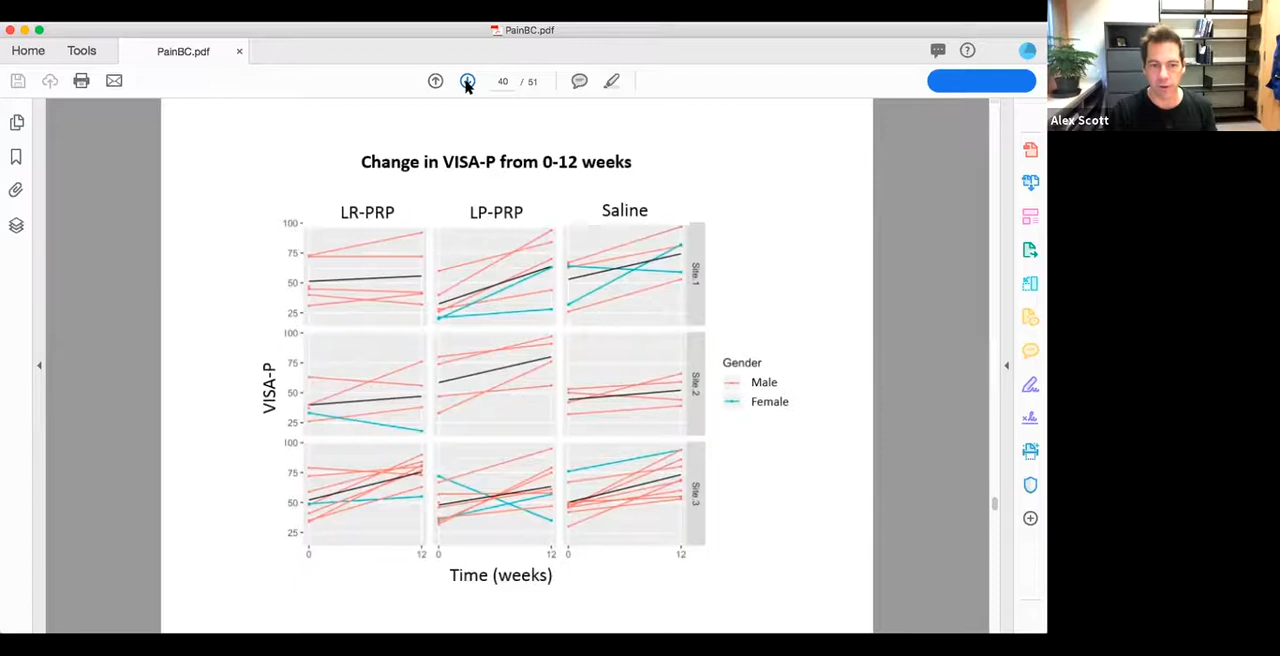 PainBC.pdf
Home Tools PainBC.pdf ×
40 / 51
Alex Scott
Change in VISA-P from 0-12 weeks
LR-PRP LP-PRP Saline
VISA-P
100
75
50
25
Site.1
100
75
50
25
Site.2
100
75
50
25
Site.3
0 12 0 12 0 12
Time (weeks)
Gender
Male
Female